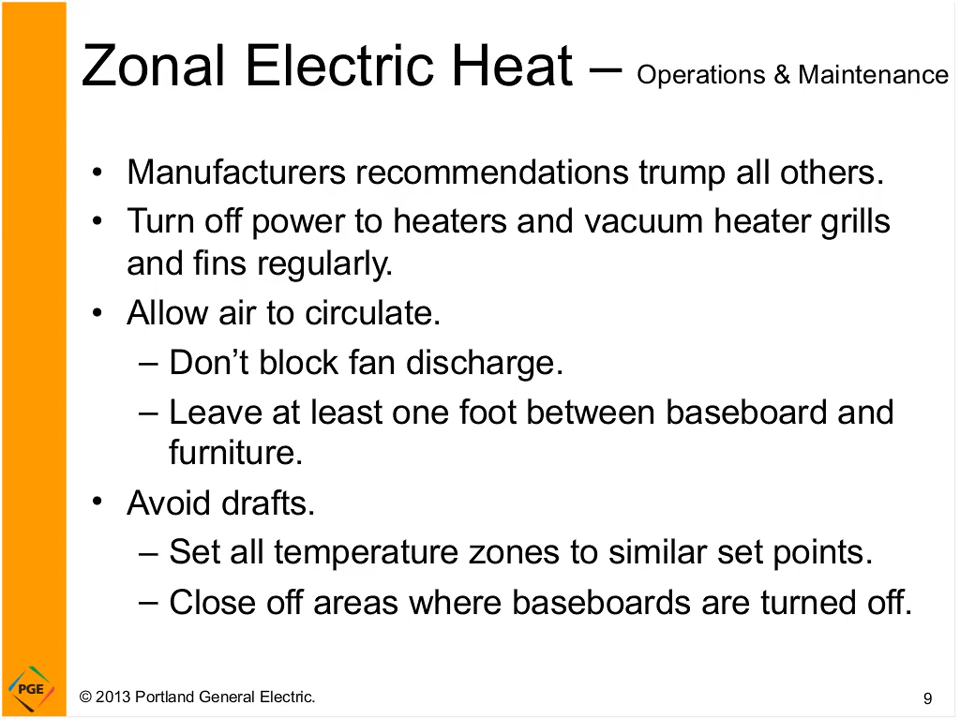 Zonal Electric Heat – Operations & Maintenance
• Manufacturers recommendations trump all others.
• Turn off power to heaters and vacuum heater grills
and fins regularly.
• Allow air to circulate.
– Don’t block fan discharge.
– Leave at least one foot between baseboard and
furniture.
• Avoid drafts.
– Set all temperature zones to similar set points.
– Close off areas where baseboards are turned off.
PGE
© 2013 Portland General Electric.
9